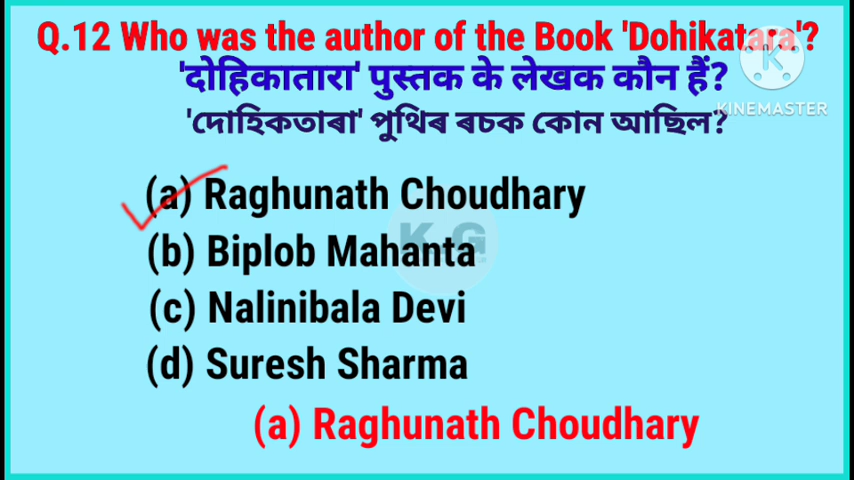 Q.12 Who was the author of the Book 'Dohikatara'?
'दोहिकातारा' पुस्तक के लेखक कौन हैं?
'দোহিকতাৰা' পুথিৰ ৰচক কোন আছিল?
KINEMASTER
(a) Raghunath Choudhary
(b) Biplob Mahanta
K.G
(c) Nalinibala Devi
(d) Suresh Sharma
(a) Raghunath Choudhary